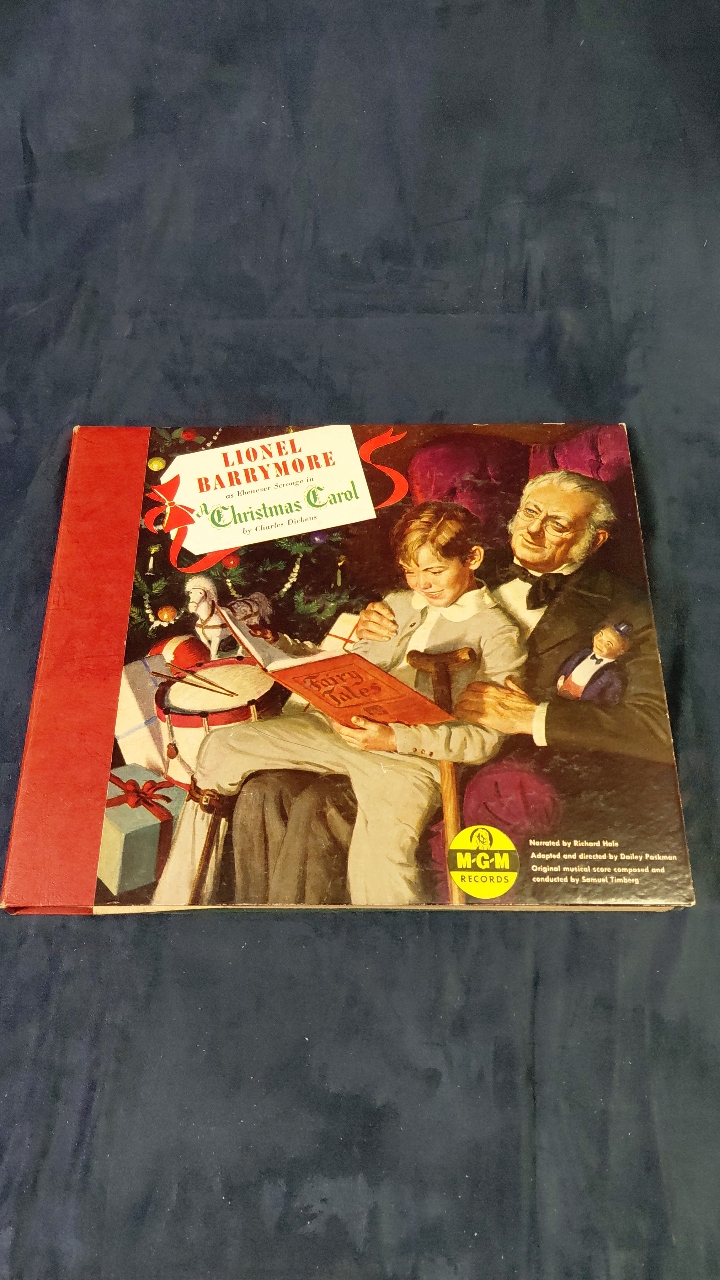 LIONEL
BARRYMORE
as Ebenezer Scrooge in
A Christmas Carol
by Charles Dickens
Fairy
Tales
M-G-M
RECORDS
Narrated by Richard Hale
Adapted and directed by Dailey Paskman
Original musical score composed and
conducted by Samuel Timberg